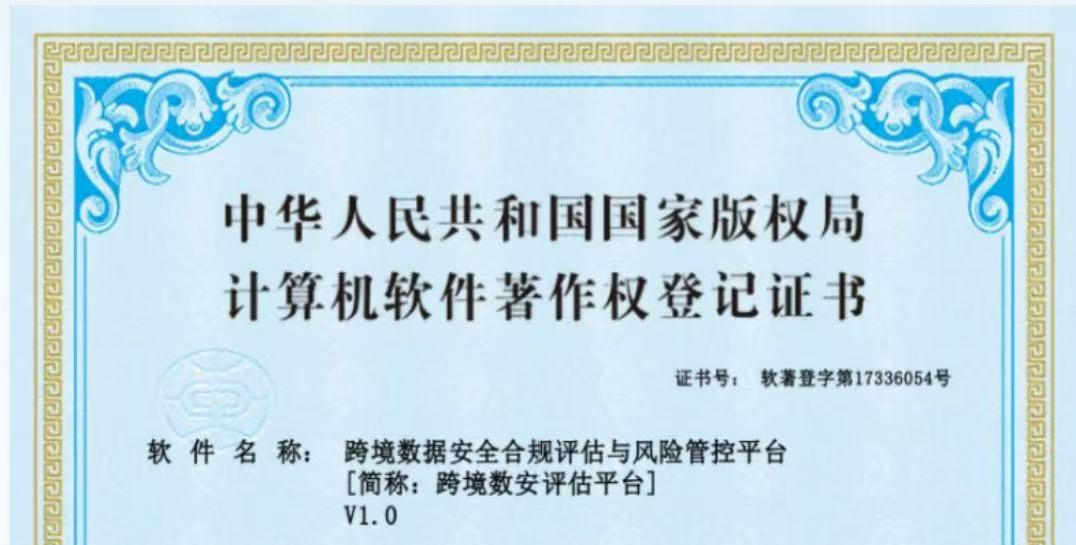 中华人民共和国国家版权局
计算机软件著作权登记证书
证书号： 软著登字第17336054号
软件名称： 跨境数据安全合规评估与风险管控平台
[简称：跨境数安评估平台]
V1.0